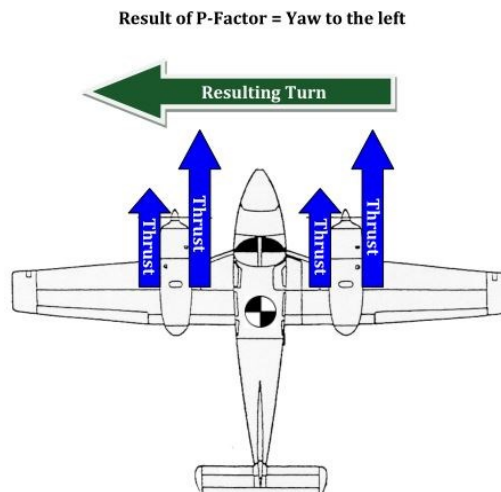 Result of P-Factor = Yaw to the left
Resulting Turn
Thrust
Thrust
Thrust
Thrust